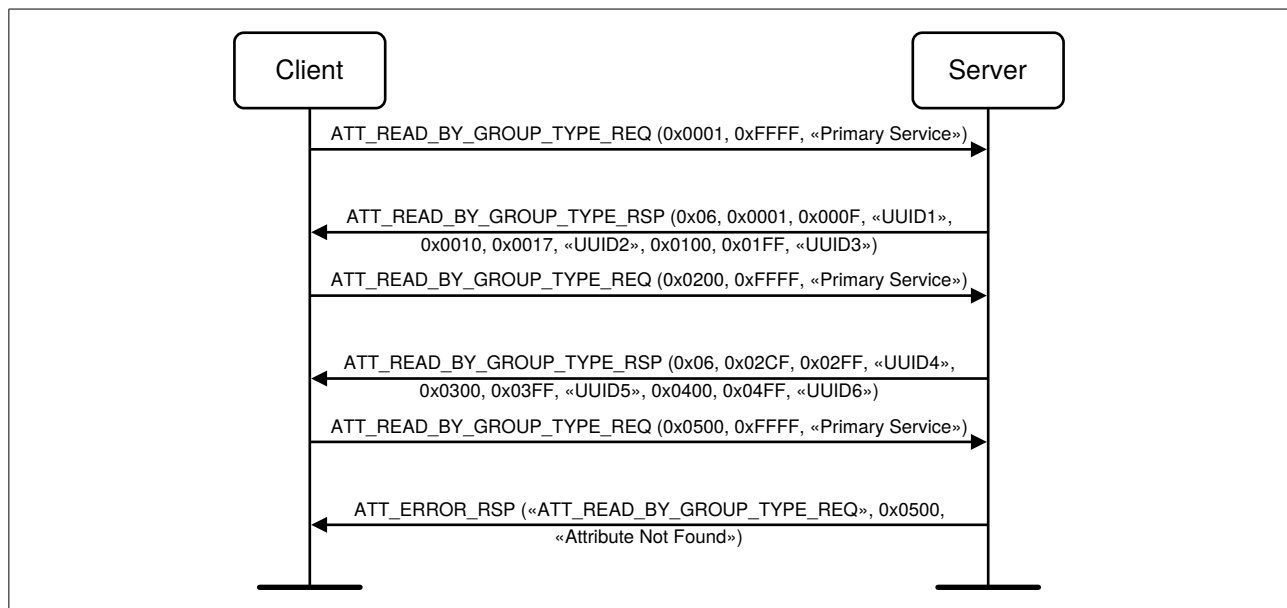 Client
Server
ATT_READ_BY_GROUP_TYPE_REQ (0x0001, 0xFFFF, «Primary Service»)
ATT_READ_BY_GROUP_TYPE_RSP (0x06, 0x0001, 0x000F, «UUID1»,
0x0010, 0x0017, «UUID2», 0x0100, 0x01FF, «UUID3»)
ATT_READ_BY_GROUP_TYPE_REQ (0x0200, 0xFFFF, «Primary Service»)
ATT_READ_BY_GROUP_TYPE_RSP (0x06, 0x02CF, 0x02FF, «UUID4»,
0x0300, 0x03FF, «UUID5», 0x0400, 0x04FF, «UUID6»)
ATT_READ_BY_GROUP_TYPE_REQ (0x0500, 0xFFFF, «Primary Service»)
ATT_ERROR_RSP («ATT_READ_BY_GROUP_TYPE_REQ», 0x0500,
«Attribute Not Found»)